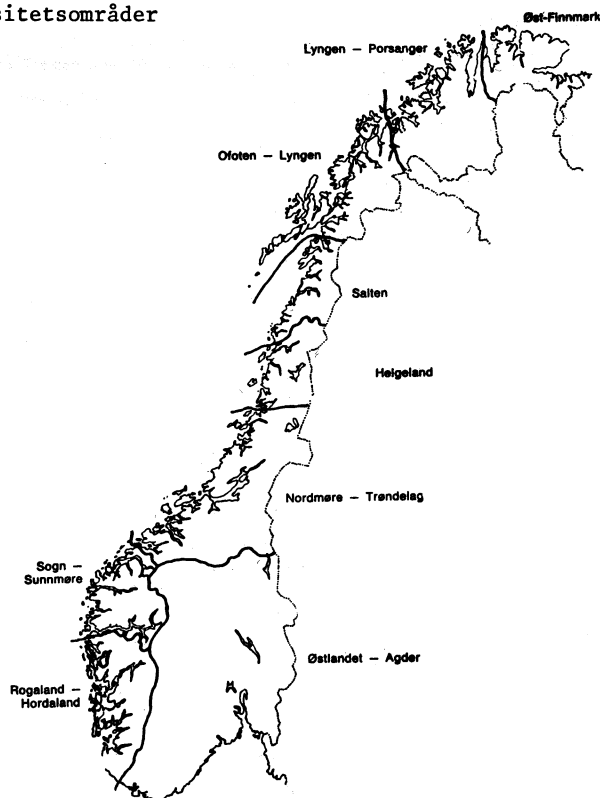 sitetsområder
Øst-Finnmark
Lyngen – Porsanger
Ofoten – Lyngen
Salten
Helgeland
Nordmøre – Trøndelag
Sogn –
Sunnmøre
Østlandet – Agder
Rogaland –
Hordaland